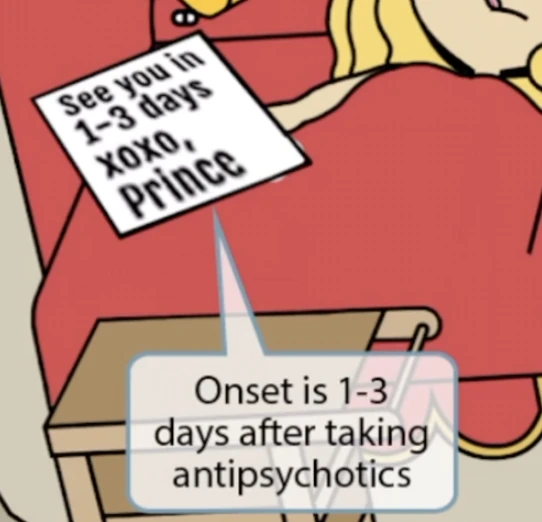 See you in
1-3 days
xoxo,
Prince
Onset is 1-3
days after taking
antipsychotics